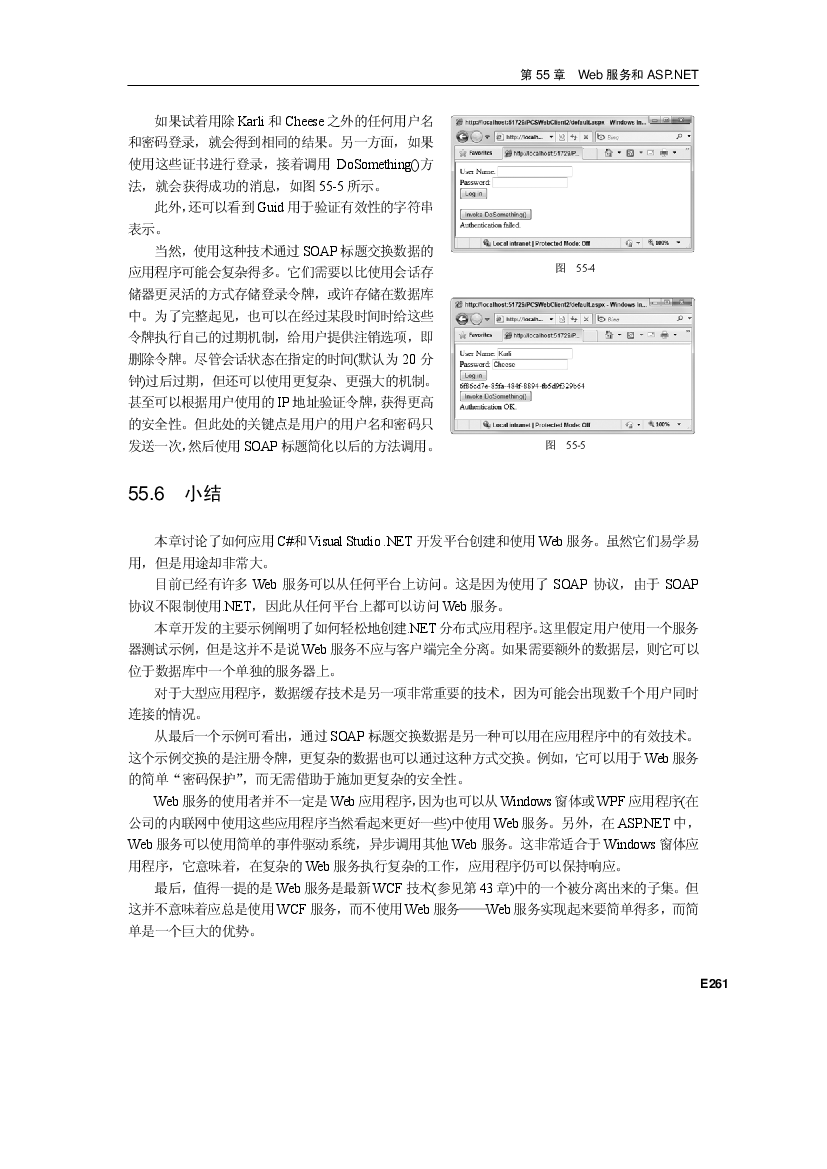 第 55 章 Web 服务和 ASP.NET
如果试着用除 Karli 和 Cheese 之外的任何用户名
和密码登录，就会得到相同的结果。另一方面，如果
使用这些证书进行登录，接着调用 DoSomething()方
法，就会获得成功的消息，如图 55-5 所示。
此外，还可以看到 Guid 用于验证有效性的字符串
表示。
当然，使用这种技术通过 SOAP 标题交换数据的
应用程序可能会复杂得多。它们需要以比使用会话存
储器更灵活的方式存储登录令牌，或许存储在数据库
中。为了完整起见，也可以在经过某段时间时给这些
令牌执行自己的过期机制，给用户提供注销选项，即
删除令牌。尽管会话状态在指定的时间(默认为 20 分
钟)过后过期，但还可以使用更复杂、更强大的机制。
甚至可以根据用户使用的 IP 地址验证令牌，获得更高
的安全性。但此处的关键点是用户的用户名和密码只
发送一次，然后使用 SOAP 标题简化以后的方法调用。
http://localhost:51729/PCSWebClient2/default.aspx - Windows In...
http://localh...
Bing
Favorites
http://localhost:51729/P...
User Name:
Password:
Log In
Invoke DoSomething()
Authentication failed.
Local intranet | Protected Mode: Off
100%
图 55-4
http://localhost:51729/PCSWebClient2/default.aspx - Windows In...
http://localh...
Bing
Favorites
http://localhost:51729/P...
User Name: Karli
Password: Cheese
Log In
Invoke DoSomething()
Authentication OK.
Local intranet | Protected Mode: Off
100%
图 55-5
55.6 小结
本章讨论了如何应用 C#和 Visual Studio .NET 开发平台创建和使用 Web 服务。虽然它们易学易
用，但是用途却非常大。
目前已经有许多 Web 服务可以从任何平台上访问。这是因为使用了 SOAP 协议，由于 SOAP
协议不限制使用.NET，因此从任何平台上都可以访问 Web 服务。
本章开发的主要示例阐明了如何轻松地创建.NET 分布式应用程序。这里假定用户使用一个服务
器测试示例，但是这并不是说 Web 服务不应与客户端完全分离。如果需要额外的数据层，则它可以
位于数据库中一个单独的服务器上。
对于大型应用程序，数据缓存技术是另一项非常重要的技术，因为可能会出现数千个用户同时
连接的情况。
从最后一个示例可看出，通过 SOAP 标题交换数据是另一种可以用在应用程序中的有效技术。
这个示例交换的是注册令牌，更复杂的数据也可以通过这种方式交换。例如，它可以用于 Web 服务
的简单“密码保护”，而无需借助于施加更复杂的安全性。
Web 服务的使用者并不一定是 Web 应用程序，因为也可以从 Windows 窗体或 WPF 应用程序(在
公司的内联网中使用这些应用程序当然看起来更好一些)中使用 Web 服务。另外，在 ASP.NET 中，
Web 服务可以使用简单的事件驱动系统，异步调用其他 Web 服务。这非常适合于 Windows 窗体应
用程序，它意味着，在复杂的 Web 服务执行复杂的工作，应用程序仍可以保持响应。
最后，值得一提的是 Web 服务是最新 WCF 技术(参见第 43 章)中的一个被分离出来的子集。但
这并不意味着应总是使用 WCF 服务，而不使用 Web 服务——Web 服务实现起来要简单得多，而简
单是一个巨大的优势。
E261